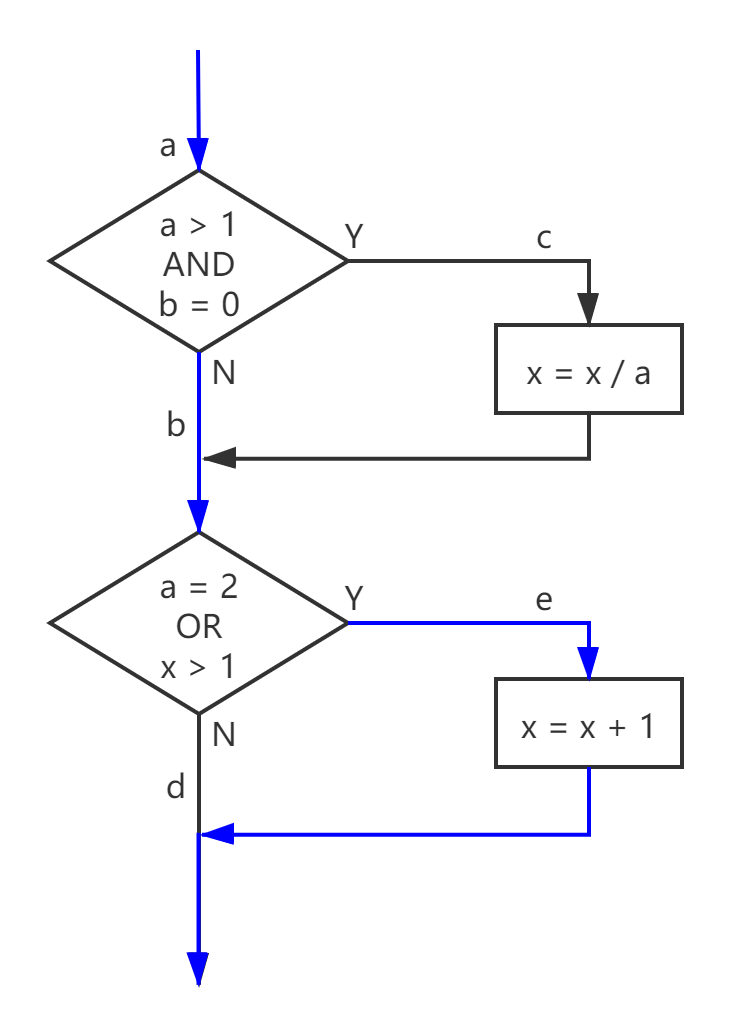 a
a > 1
AND
b = 0
Y
c
x = x / a
N
b
a = 2
OR
x > 1
Y
e
x = x + 1
N
d